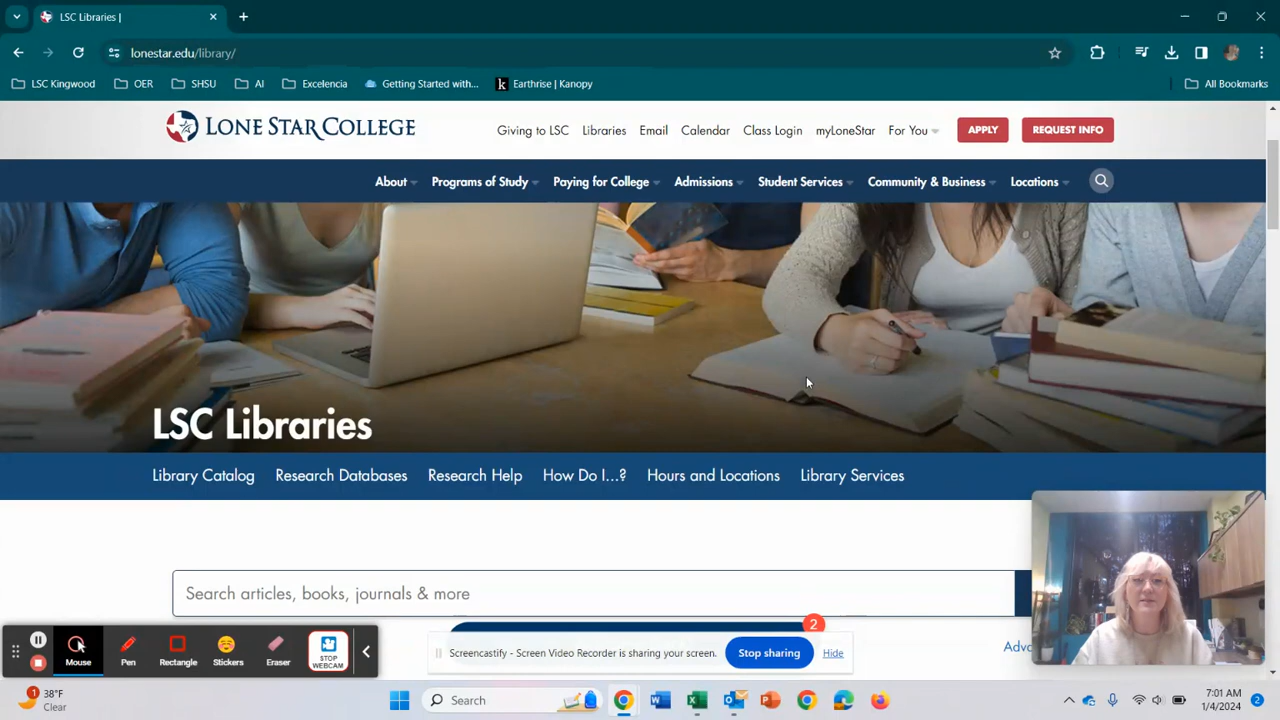 LSC Libraries |
lonestar.edu/library/
LSC Kingwood OER SHSU AI Excelencia Getting Started with... Earthrise | Kanopy All Bookmarks
LONE STAR COLLEGE Giving to LSC Libraries Email Calendar Class Login myLoneStar For You APPLY REQUEST INFO
About Programs of Study Paying for College Admissions Student Services Community & Business Locations
LSC Libraries
Library Catalog Research Databases Research Help How Do I...? Hours and Locations Library Services
Search articles, books, journals & more
2
Adva
Mouse Pen Rectangle Stickers Eraser STOP WEBCAM
Screencastify - Screen Video Recorder is sharing your screen. Stop sharing Hide
1 38°F
Clear
Search
7:01 AM
1/4/2024
2